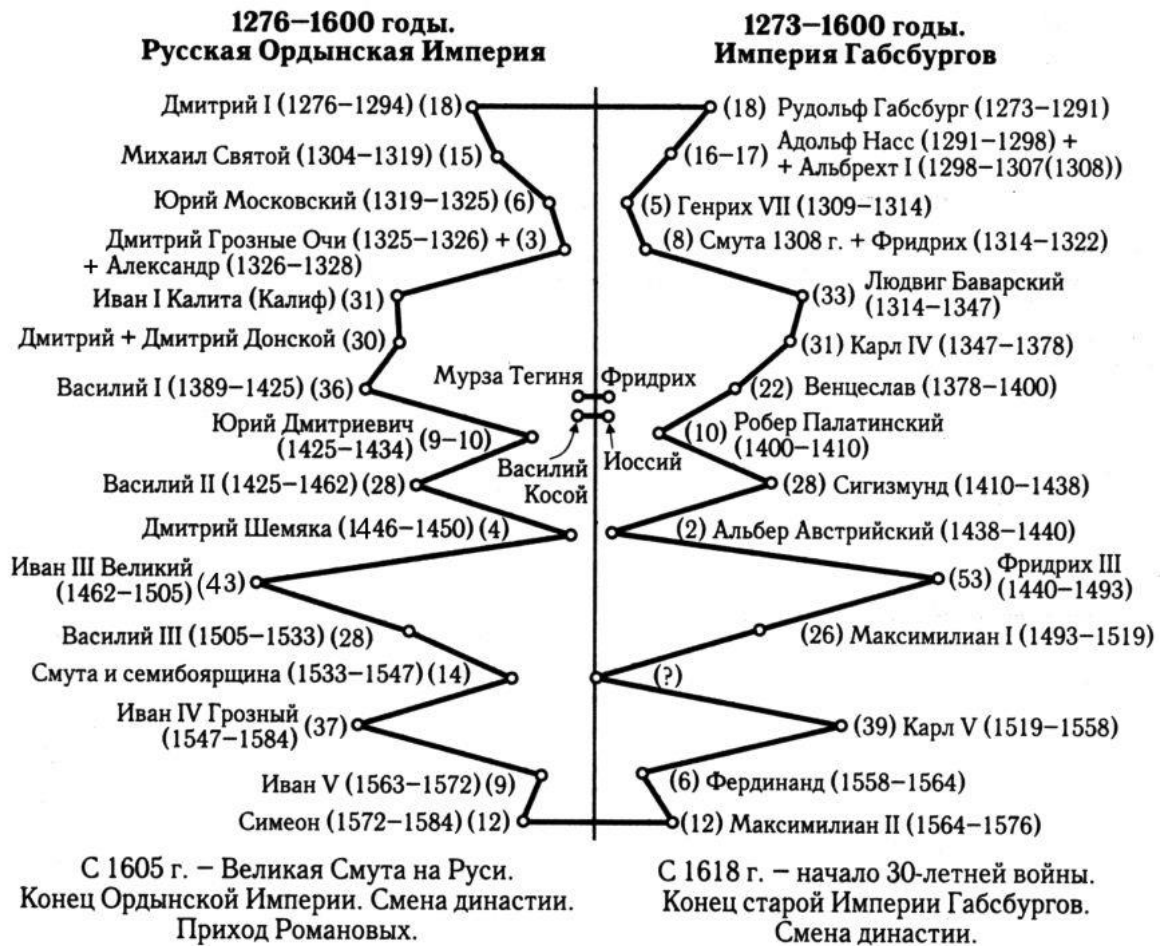 1276–1600 годы.
Русская Ордынская Империя
Дмитрий I (1276–1294) (18)
Михаил Святой (1304–1319) (15)
Юрий Московский (1319–1325) (6)
Дмитрий Грозные Очи (1325–1326) + (3)
+ Александр (1326–1328)
Иван I Калита (Калиф) (31)
Дмитрий + Дмитрий Донской (30)
Василий I (1389–1425) (36)
Юрий Дмитриевич
(1425–1434) (9–10)
Василий II (1425–1462) (28)
Дмитрий Шемяка (1446–1450) (4)
Иван III Великий
(1462–1505) (43)
Василий III (1505–1533) (28)
Смута и семибоярщина (1533–1547) (14)
Иван IV Грозный
(1547–1584) (37)
Иван V (1563–1572) (9)
Симеон (1572–1584) (12)
С 1605 г. – Великая Смута на Руси.
Конец Ордынской Империи. Смена династии.
Приход Романовых.
Мурза Тегиня
Фридрих
Василий
Косой
Иоссий
1273–1600 годы.
Империя Габсбургов
(18) Рудольф Габсбург (1273–1291)
(16–17) Адольф Насс (1291–1298) +
+ Альбрехт I (1298–1307(1308))
(5) Генрих VII (1309–1314)
(8) Смута 1308 г. + Фридрих (1314–1322)
(33) Людвиг Баварский
(1314–1347)
(31) Карл IV (1347–1378)
(22) Венцеслав (1378–1400)
(10) Робер Палатинский
(1400–1410)
(28) Сигизмунд (1410–1438)
(2) Альбер Австрийский (1438–1440)
(53) Фридрих III
(1440–1493)
(26) Максимилиан I (1493–1519)
(?)
(39) Карл V (1519–1558)
(6) Фердинанд (1558–1564)
(12) Максимилиан II (1564–1576)
С 1618 г. – начало 30-летней войны.
Конец старой Империи Габсбургов.
Смена династии.